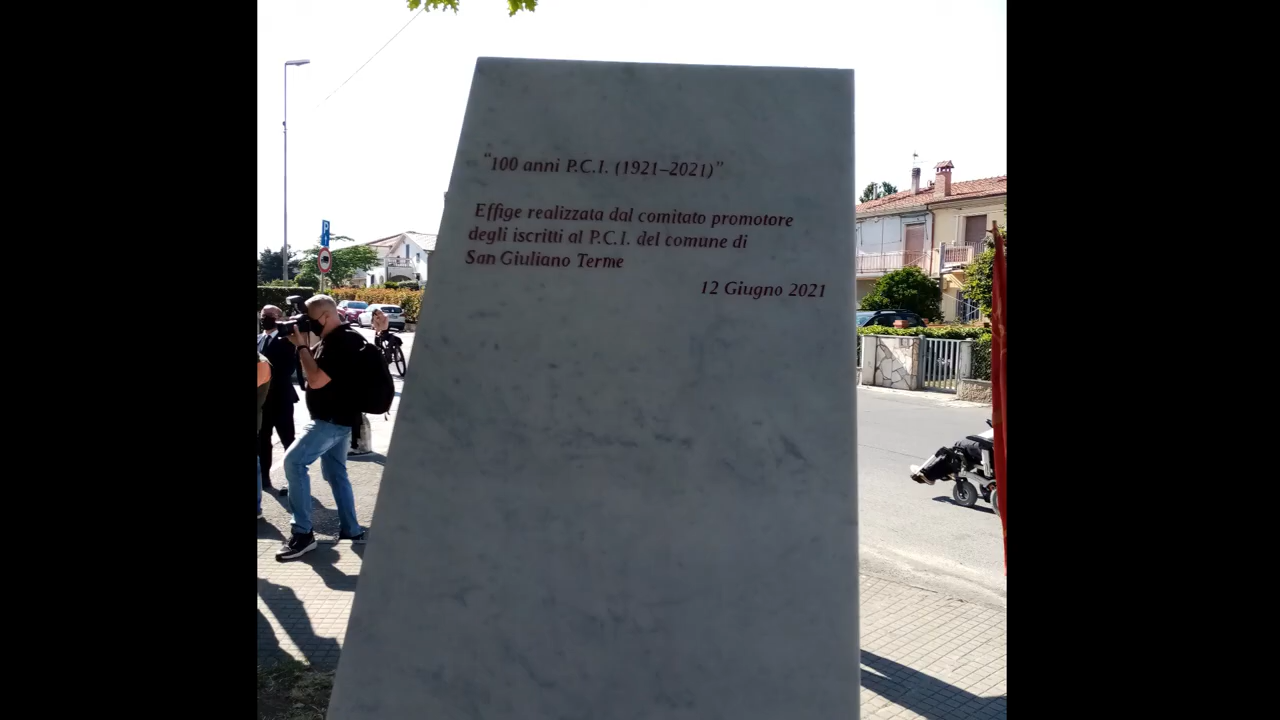 "100 anni P.C.I. (1921–2021)"
Effige realizzata dal comitato promotore
degli iscritti al P.C.I. del comune di
San Giuliano Terme
12 Giugno 2021
P